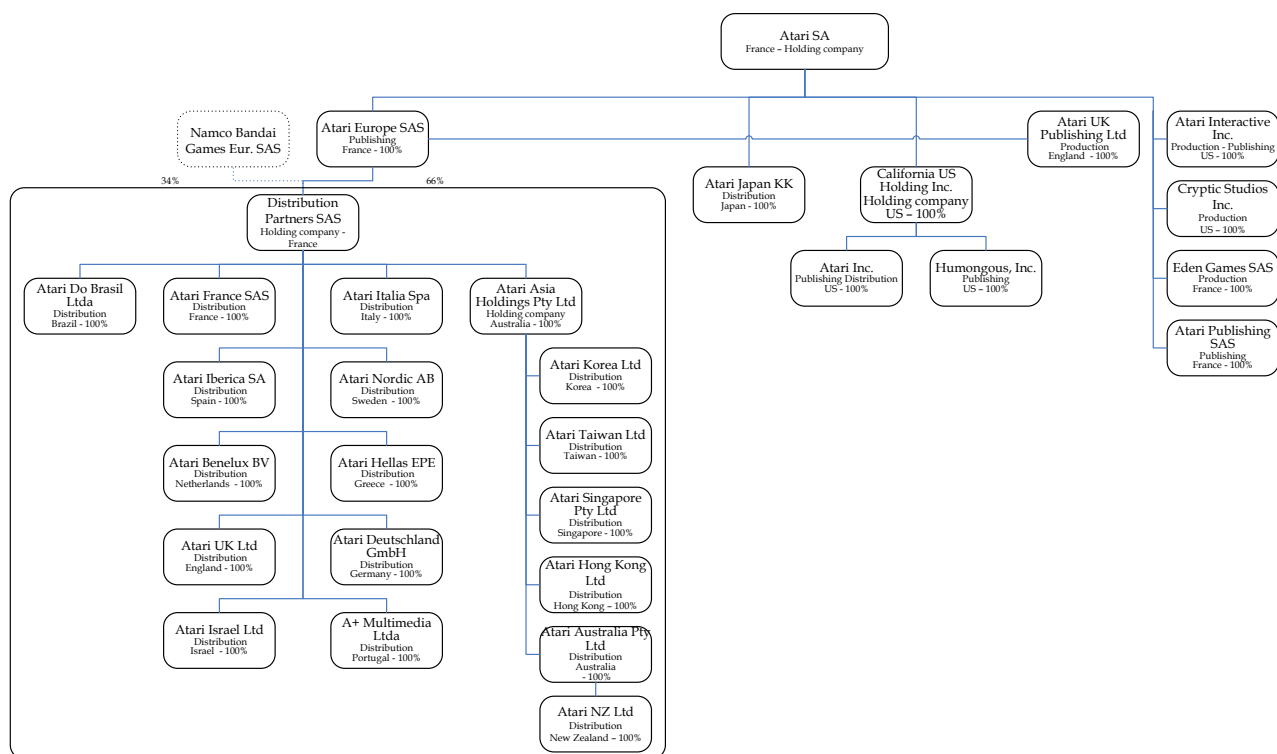 Atari SA
France – Holding company
Namco Bandai
Games Eur. SAS
Atari Europe SAS
Publishing
France - 100%
Atari UK
Publishing Ltd
Production
England - 100%
Atari Interactive
Inc.
Production - Publishing
US - 100%
34%
66%
Atari Japan KK
Distribution
Japan - 100%
California US
Holding Inc.
Holding company
US – 100%
Cryptic Studios
Inc.
Production
US – 100%
Distribution
Partners SAS
Holding company -
France
Atari Inc.
Publishing Distribution
US - 100%
Humongous, Inc.
Publishing
US – 100%
Eden Games SAS
Production
France - 100%
Atari Publishing
SAS
Publishing
France - 100%
Atari Do Brasil
Ltda
Distribution
Brazil - 100%
Atari France SAS
Distribution
France - 100%
Atari Italia Spa
Distribution
Italy - 100%
Atari Asia
Holdings Pty Ltd
Holding company
Australia - 100%
Atari Iberica SA
Distribution
Spain - 100%
Atari Nordic AB
Distribution
Sweden - 100%
Atari Korea Ltd
Distribution
Korea - 100%
Atari Benelux BV
Distribution
Netherlands - 100%
Atari Hellas EPE
Distribution
Greece - 100%
Atari Taiwan Ltd
Distribution
Taiwan - 100%
Atari Singapore
Pty Ltd
Distribution
Singapore - 100%
Atari UK Ltd
Distribution
England - 100%
Atari Deutschland
GmbH
Distribution
Germany - 100%
Atari Hong Kong
Ltd
Distribution
Hong Kong – 100%
Atari Israel Ltd
Distribution
Israel - 100%
A+ Multimedia
Ltda
Distribution
Portugal - 100%
Atari Australia Pty
Ltd
Distribution
Australia
- 100%
Atari NZ Ltd
Distribution
New Zealand – 100%